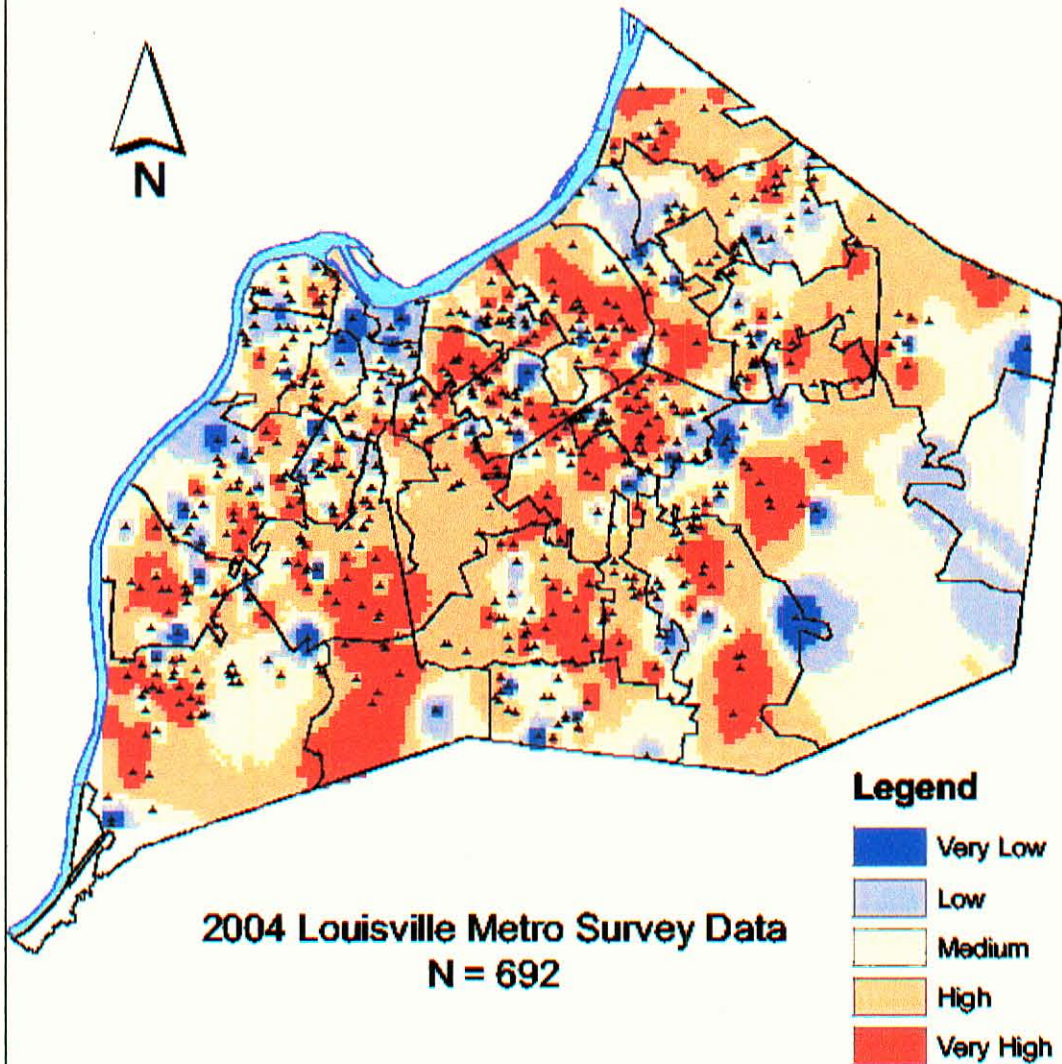 N
2004 Louisville Metro Survey Data
N = 692
Legend
Very Low
Low
Medium
High
Very High